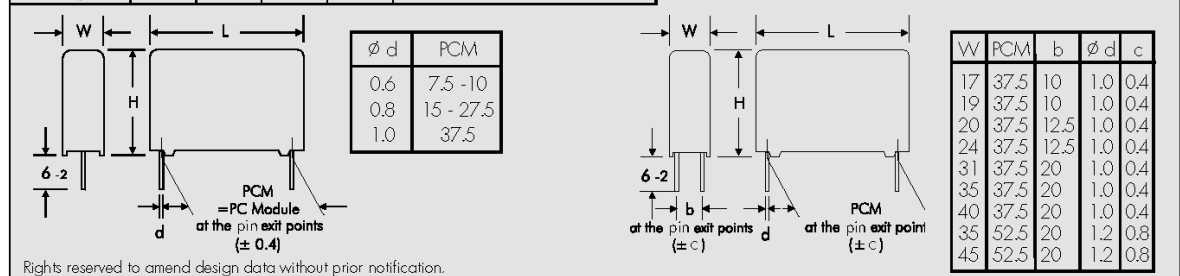 W
L
H
6 -2
d
PCM
=PC Module
at the pin exit points
(± 0.4)
Ø d PCM
0.6 7.5 -10
0.8 15 - 27.5
1.0 37.5
W
L
H
6 -2
b
at the pin exit points
(± c)
d
PCM
at the pin exit point
(± c)
W PCM b Ø d c
17 37.5 10 1.0 0.4
19 37.5 10 1.0 0.4
20 37.5 12.5 1.0 0.4
24 37.5 12.5 1.0 0.4
31 37.5 20 1.0 0.4
35 37.5 20 1.0 0.4
40 37.5 20 1.0 0.4
35 52.5 20 1.2 0.8
45 52.5 20 1.2 0.8
Rights reserved to amend design data without prior notification.